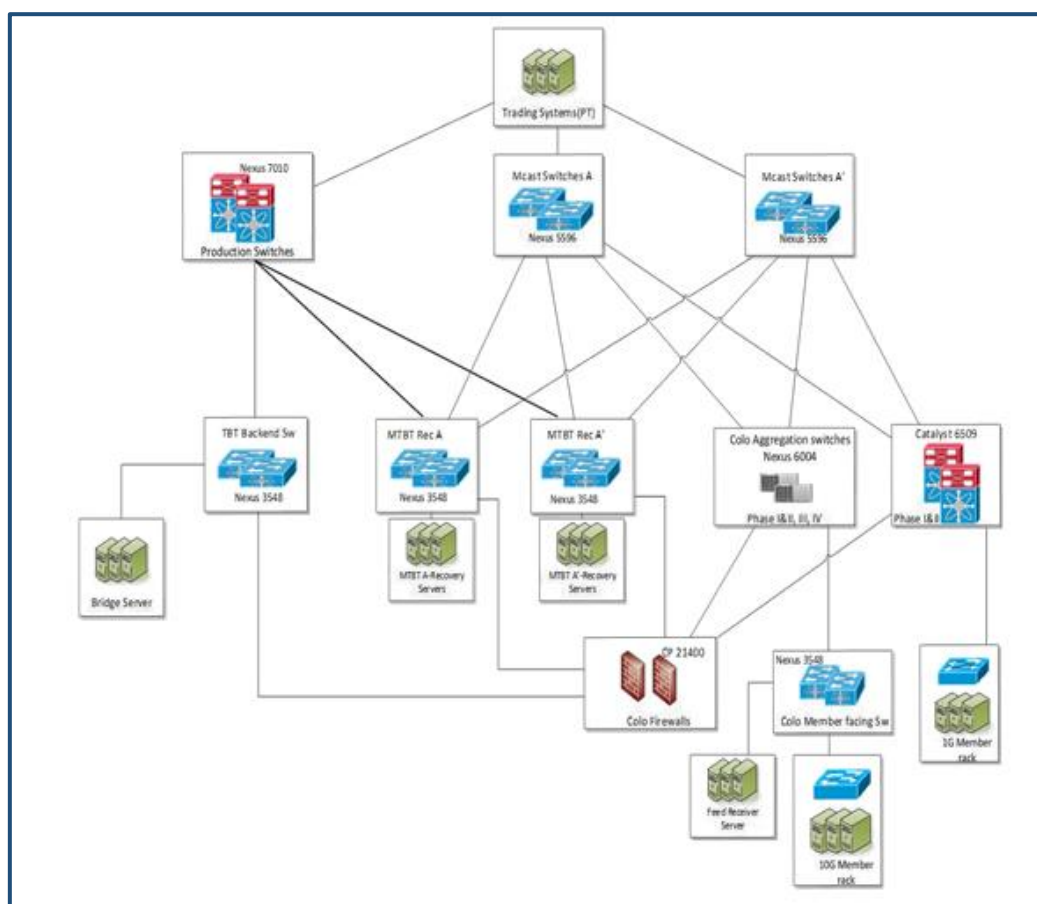 Trading Systems(PT)
Nexus 7010
Production Switches
Mcast Switches A
Nexus 5596
Mcast Switches A'
Nexus 5596
TBT Backend Sw
Nexus 3548
MTBT Rec A
Nexus 3548
MTBT Rec A'
Nexus 3548
Colo Aggregation switches
Nexus 6004
Phase I&II, III, IV
Catalyst 6509
Phase I&II
Bridge Server
MTBT A-Recovery
Servers
MTBT A'-Recovery
Servers
CP 21400
Colo Firewalls
Nexus 3548
Colo Member facing Sw
1G Member
rack
Feed Receiver
Server
10G Member
rack